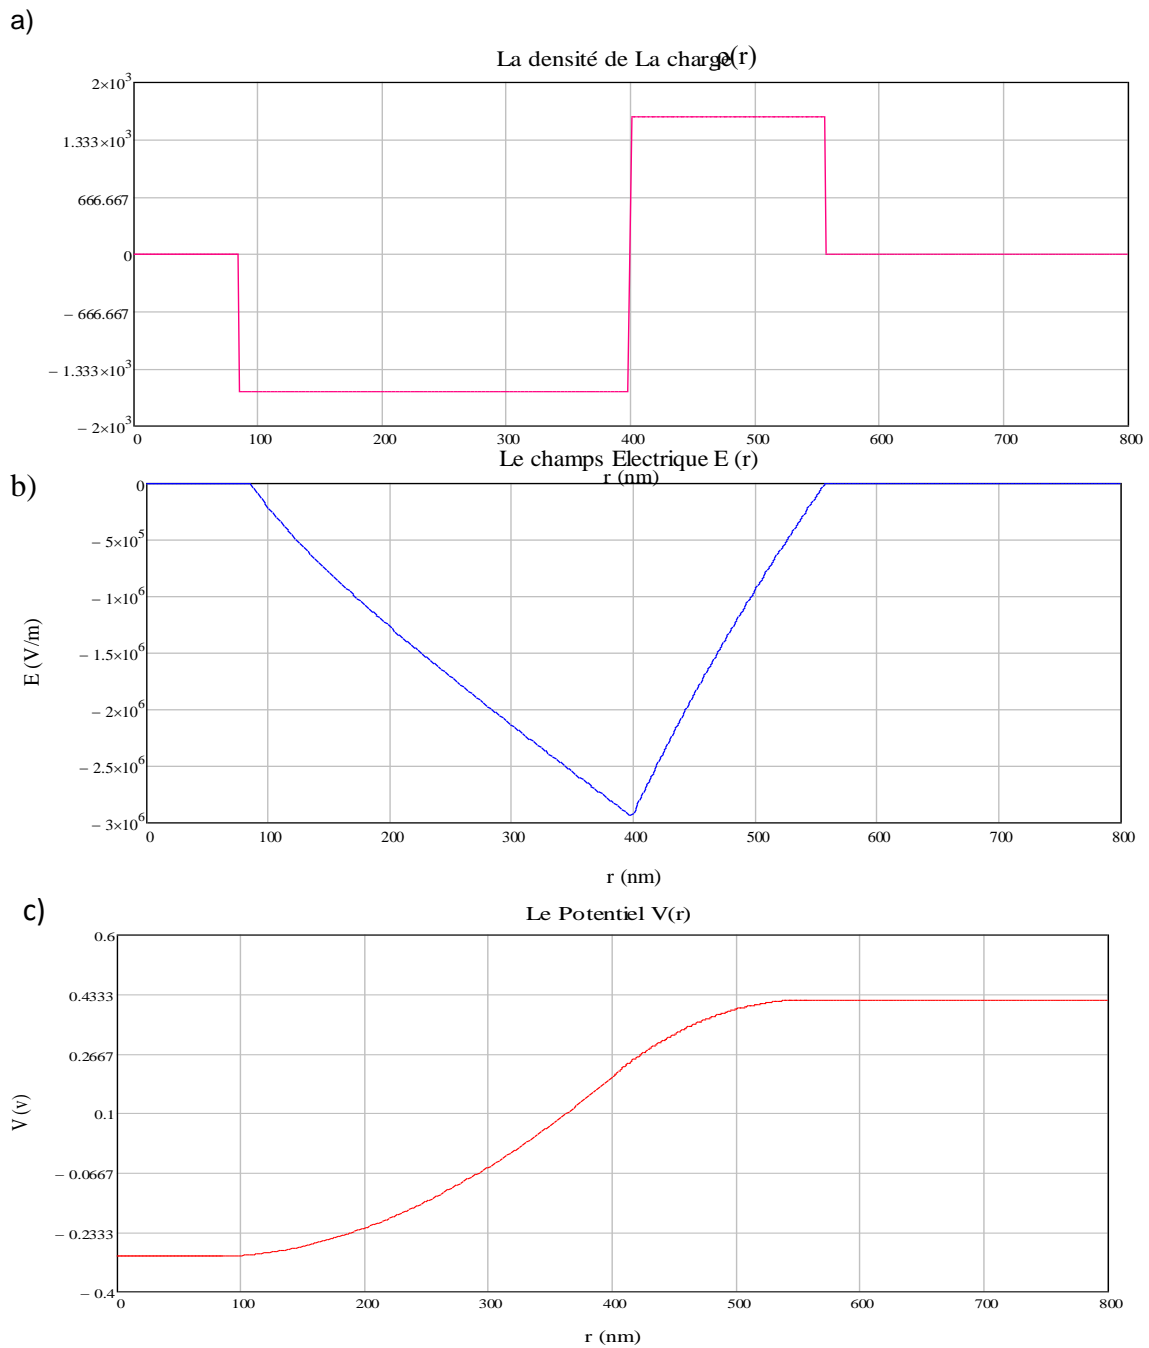 a)
La densité de La charge ρ(r)
2×10³
1.333×10³
666.667
0
− 666.667
− 1.333×10³
− 2×10³
0 100 200 300 400 500 600 700 800
r (nm)
Le champs Electrique E (r)
b)
0
− 5×10⁵
− 1×10⁶
− 1.5×10⁶
− 2×10⁶
− 2.5×10⁶
− 3×10⁶
E (V/m)
0 100 200 300 400 500 600 700 800
r (nm)
c)
Le Potentiel V(r)
0.6
0.4333
0.2667
0.1
− 0.0667
− 0.2333
− 0.4
V (v)
0 100 200 300 400 500 600 700 800
r (nm)